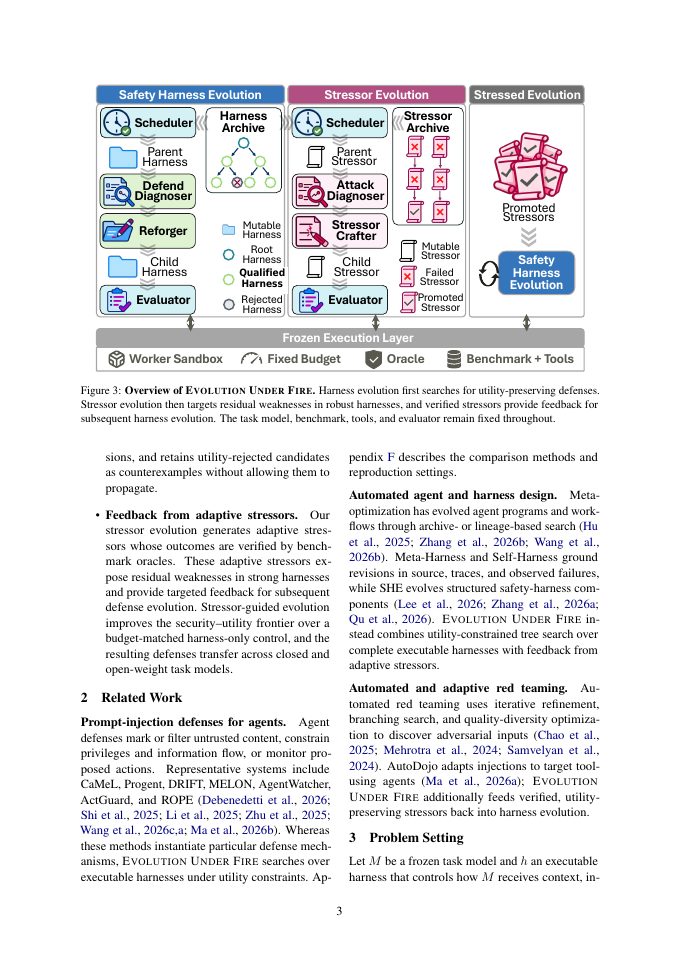 Safety Harness Evolution
Scheduler
Parent
Harness
Defend
Diagnoser
Reforger
Child
Harness
Evaluator
Harness
Archive
Mutable
Harness
Root
Harness
Qualified
Harness
Rejected
Harness
Stressor Evolution
Scheduler
Parent
Stressor
Attack
Diagnoser
Stressor
Crafter
Child
Stressor
Evaluator
Stressor
Archive
Mutable
Stressor
Failed
Stressor
Promoted
Stressor
Stressed Evolution
Promoted
Stressors
Safety
Harness
Evolution
Frozen Execution Layer
Worker Sandbox
Fixed Budget
Oracle
Benchmark + Tools
Figure 3: Overview of EVOLUTION UNDER FIRE. Harness evolution first searches for utility-preserving defenses.
Stressor evolution then targets residual weaknesses in robust harnesses, and verified stressors provide feedback for
subsequent harness evolution. The task model, benchmark, tools, and evaluator remain fixed throughout.
sions, and retains utility-rejected candidates
as counterexamples without allowing them to
propagate.
• Feedback from adaptive stressors. Our
stressor evolution generates adaptive stres-
sors whose outcomes are verified by bench-
mark oracles. These adaptive stressors ex-
pose residual weaknesses in strong harnesses
and provide targeted feedback for subsequent
defense evolution. Stressor-guided evolution
improves the security–utility frontier over a
budget-matched harness-only control, and the
resulting defenses transfer across closed and
open-weight task models.
2 Related Work
Prompt-injection defenses for agents. Agent
defenses mark or filter untrusted content, constrain
privileges and information flow, or monitor pro-
posed actions. Representative systems include
CaMeL, Progent, DRIFT, MELON, AgentWatcher,
ActGuard, and ROPE (Debenedetti et al., 2026;
Shi et al., 2025; Li et al., 2025; Zhu et al., 2025;
Wang et al., 2026c,a; Ma et al., 2026b). Whereas
these methods instantiate particular defense mech-
anisms, EVOLUTION UNDER FIRE searches over
executable harnesses under utility constraints. Ap-
pendix F describes the comparison methods and
reproduction settings.
Automated agent and harness design. Meta-
optimization has evolved agent programs and work-
flows through archive- or lineage-based search (Hu
et al., 2025; Zhang et al., 2026b; Wang et al.,
2026b). Meta-Harness and Self-Harness ground
revisions in source, traces, and observed failures,
while SHE evolves structured safety-harness com-
ponents (Lee et al., 2026; Zhang et al., 2026a;
Qu et al., 2026). EVOLUTION UNDER FIRE in-
stead combines utility-constrained tree search over
complete executable harnesses with feedback from
adaptive stressors.
Automated and adaptive red teaming. Au-
tomated red teaming uses iterative refinement,
branching search, and quality-diversity optimiza-
tion to discover adversarial inputs (Chao et al.,
2025; Mehrotra et al., 2024; Samvelyan et al.,
2024). AutoDojo adapts injections to target tool-
using agents (Ma et al., 2026a); EVOLUTION
UNDER FIRE additionally feeds verified, utility-
preserving stressors back into harness evolution.
3 Problem Setting
Let M be a frozen task model and h an executable
harness that controls how M receives context, in-
3